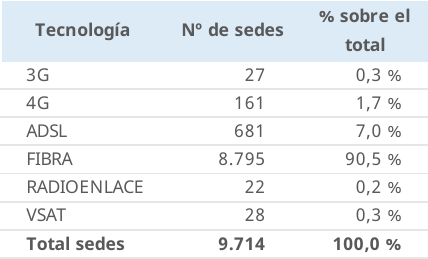 Tecnología Nº de sedes % sobre el total
3G 27 0,3 %
4G 161 1,7 %
ADSL 681 7,0 %
FIBRA 8.795 90,5 %
RADIOENLACE 22 0,2 %
VSAT 28 0,3 %
Total sedes 9.714 100,0 %